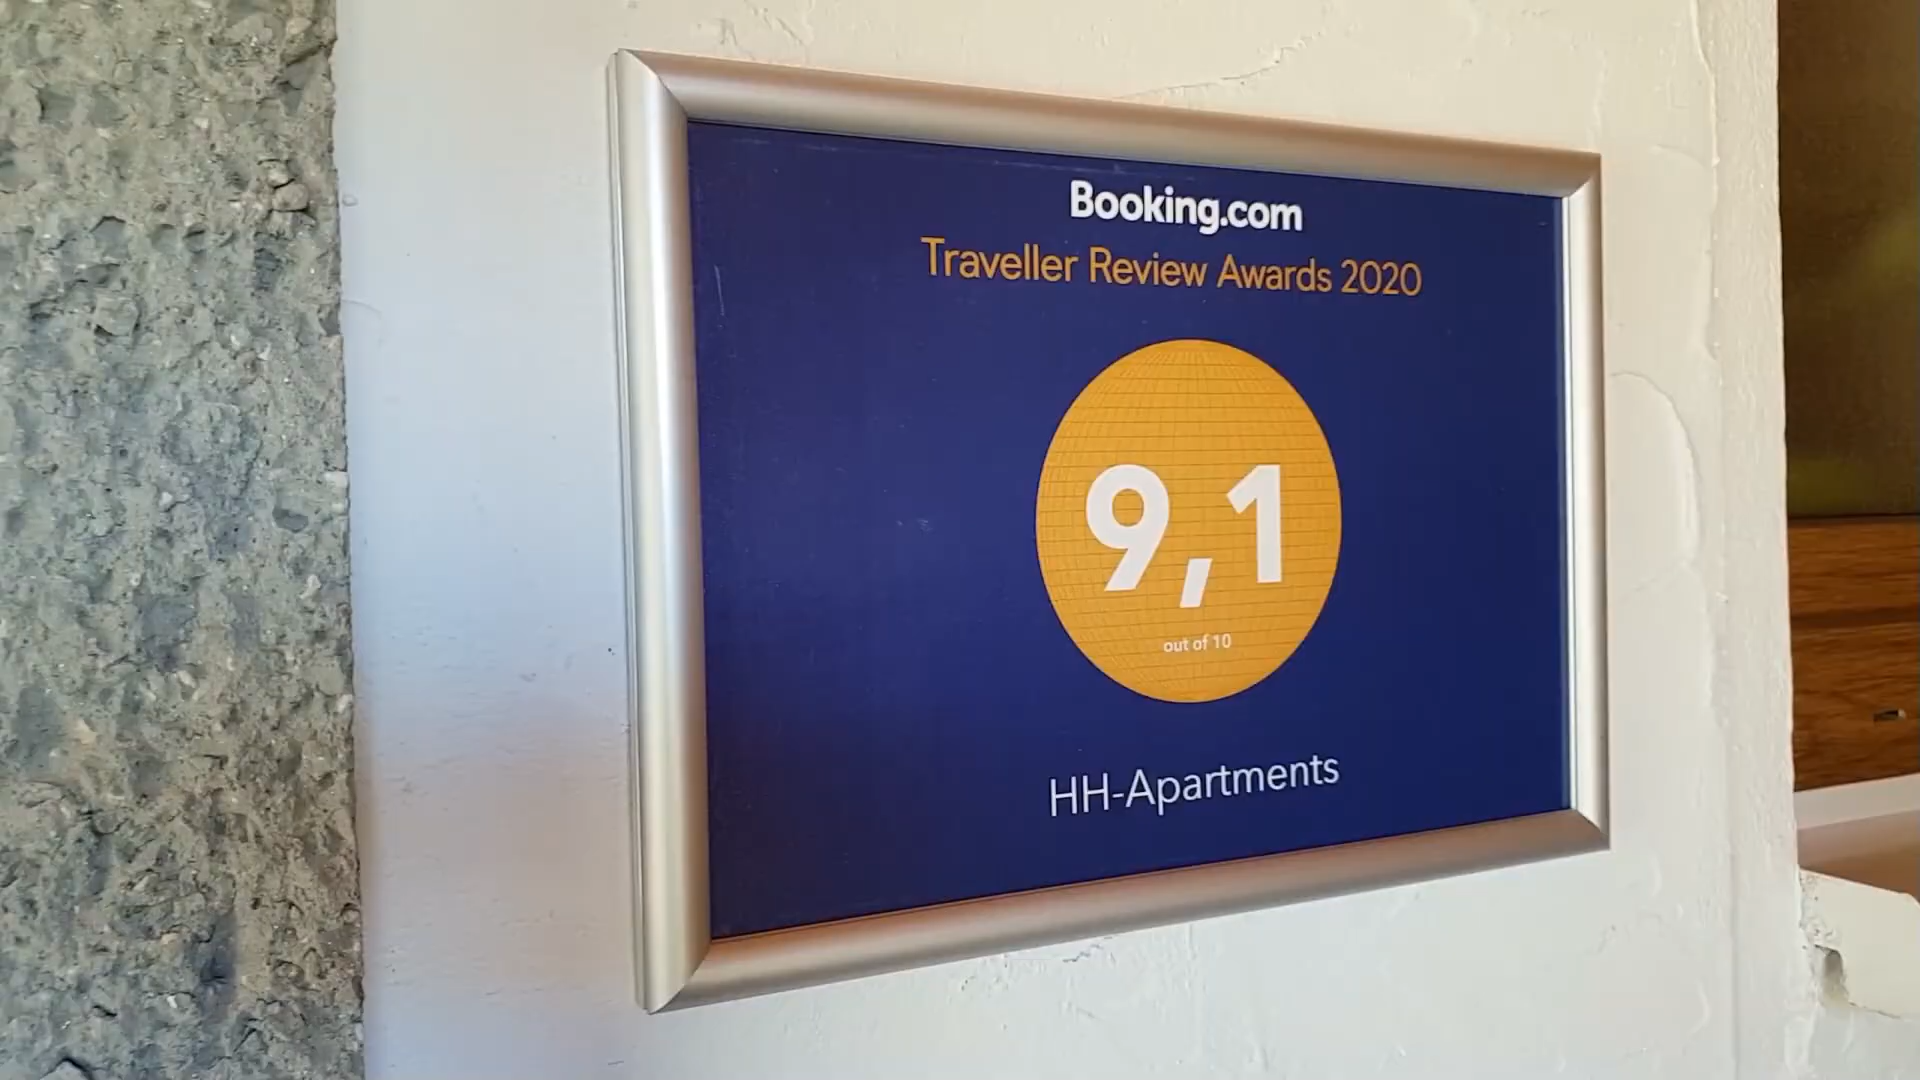 Booking.com
Traveller Review Awards 2020
9,1
out of 10
HH-Apartments